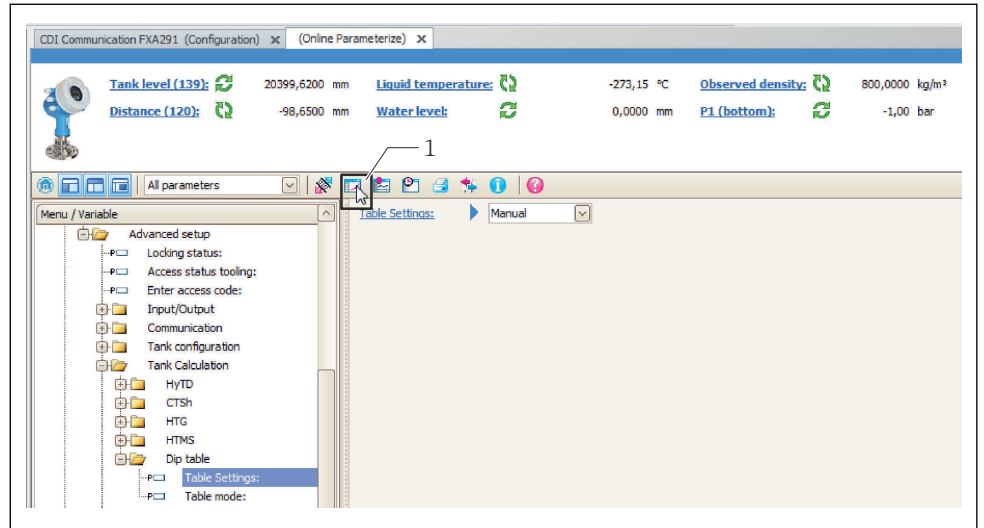 CDI Communication FXA291 (Configuration) x (Online Parameterize) x
Tank level (139): 20399,6200 mm Liquid temperature: -273,15 °C Observed density: 800,0000 kg/m³
Distance (120): -98,6500 mm Water level: 0,0000 mm P1 (bottom): -1,00 bar
1
All parameters
Menu / Variable
Table Settings: Manual
Advanced setup
Locking status:
Access status tooling:
Enter access code:
Input/Output
Communication
Tank configuration
Tank Calculation
HyTD
CTSh
HTG
HTMS
Dip table
Table Settings:
Table mode: